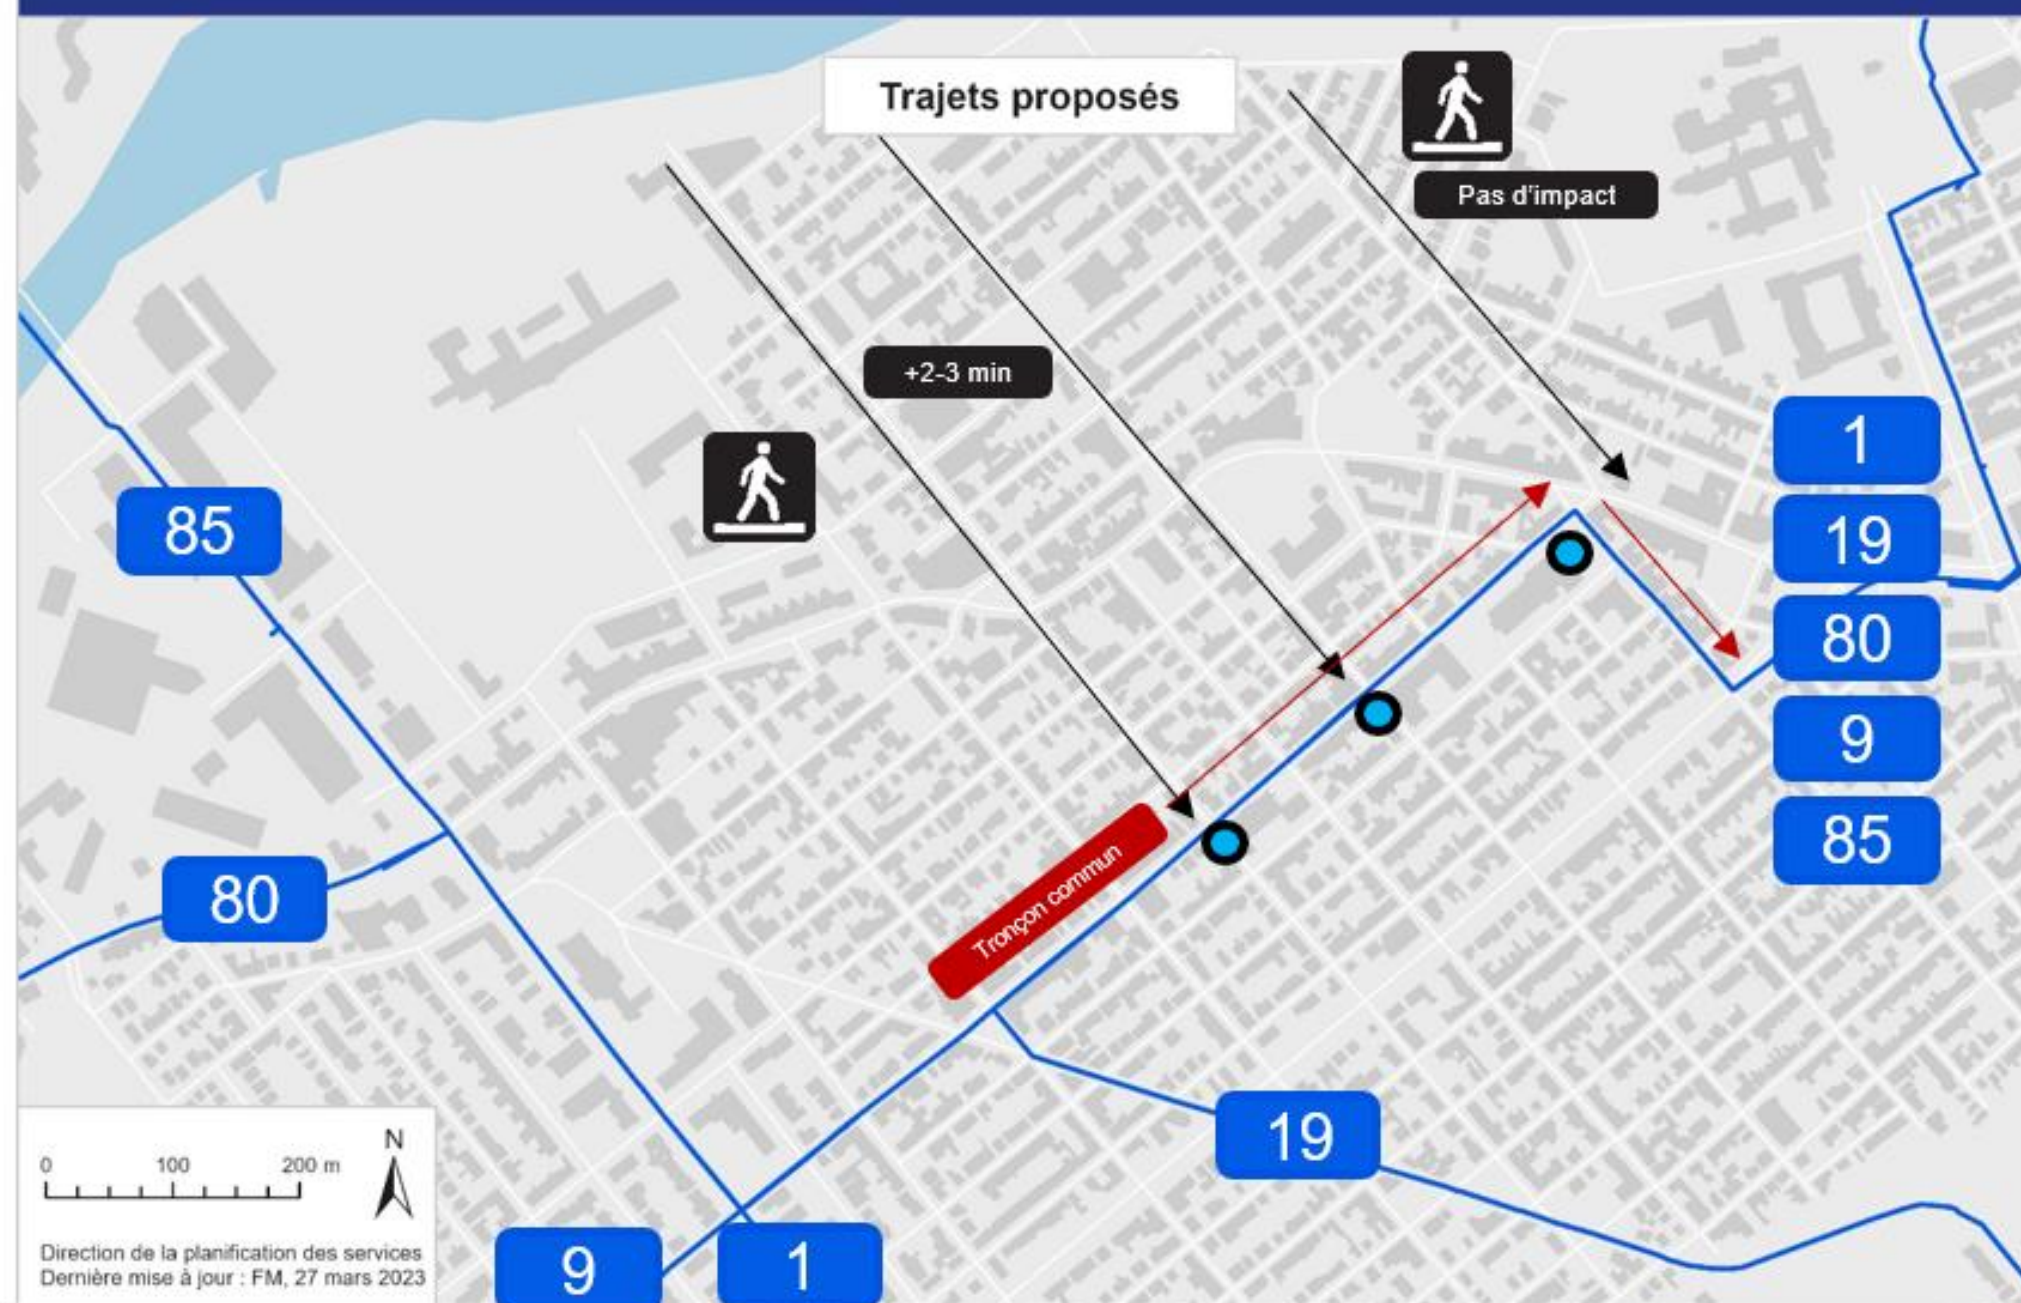 Trajets proposés
Pas d'impact
+2-3 min
1
85
19
80
9
85
80
Tronçon commun
19
9
1
0 100 200 m
N
Direction de la planification des services
Dernière mise à jour : FM, 27 mars 2023